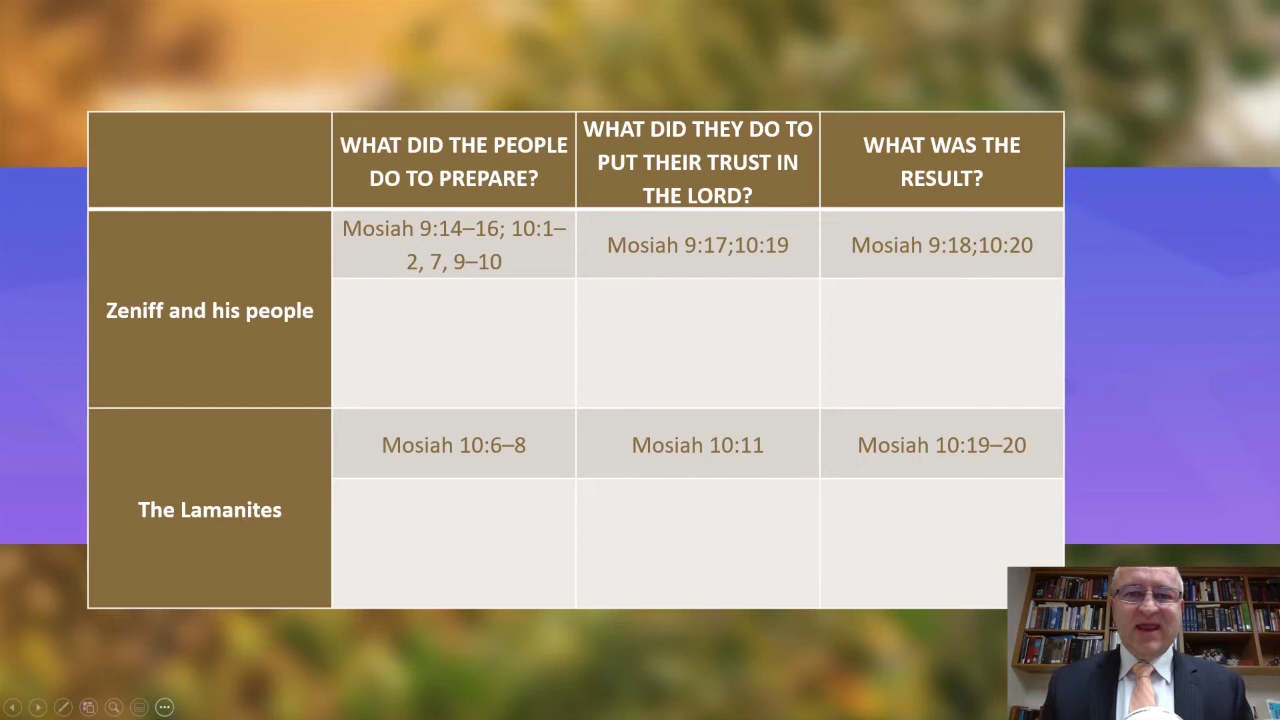 WHAT DID THE PEOPLE
DO TO PREPARE?
WHAT DID THEY DO TO
PUT THEIR TRUST IN
THE LORD?
WHAT WAS THE
RESULT?
Zeniff and his people
Mosiah 9:14–16; 10:1–
2, 7, 9–10
Mosiah 9:17;10:19
Mosiah 9:18;10:20
The Lamanites
Mosiah 10:6–8
Mosiah 10:11
Mosiah 10:19–20